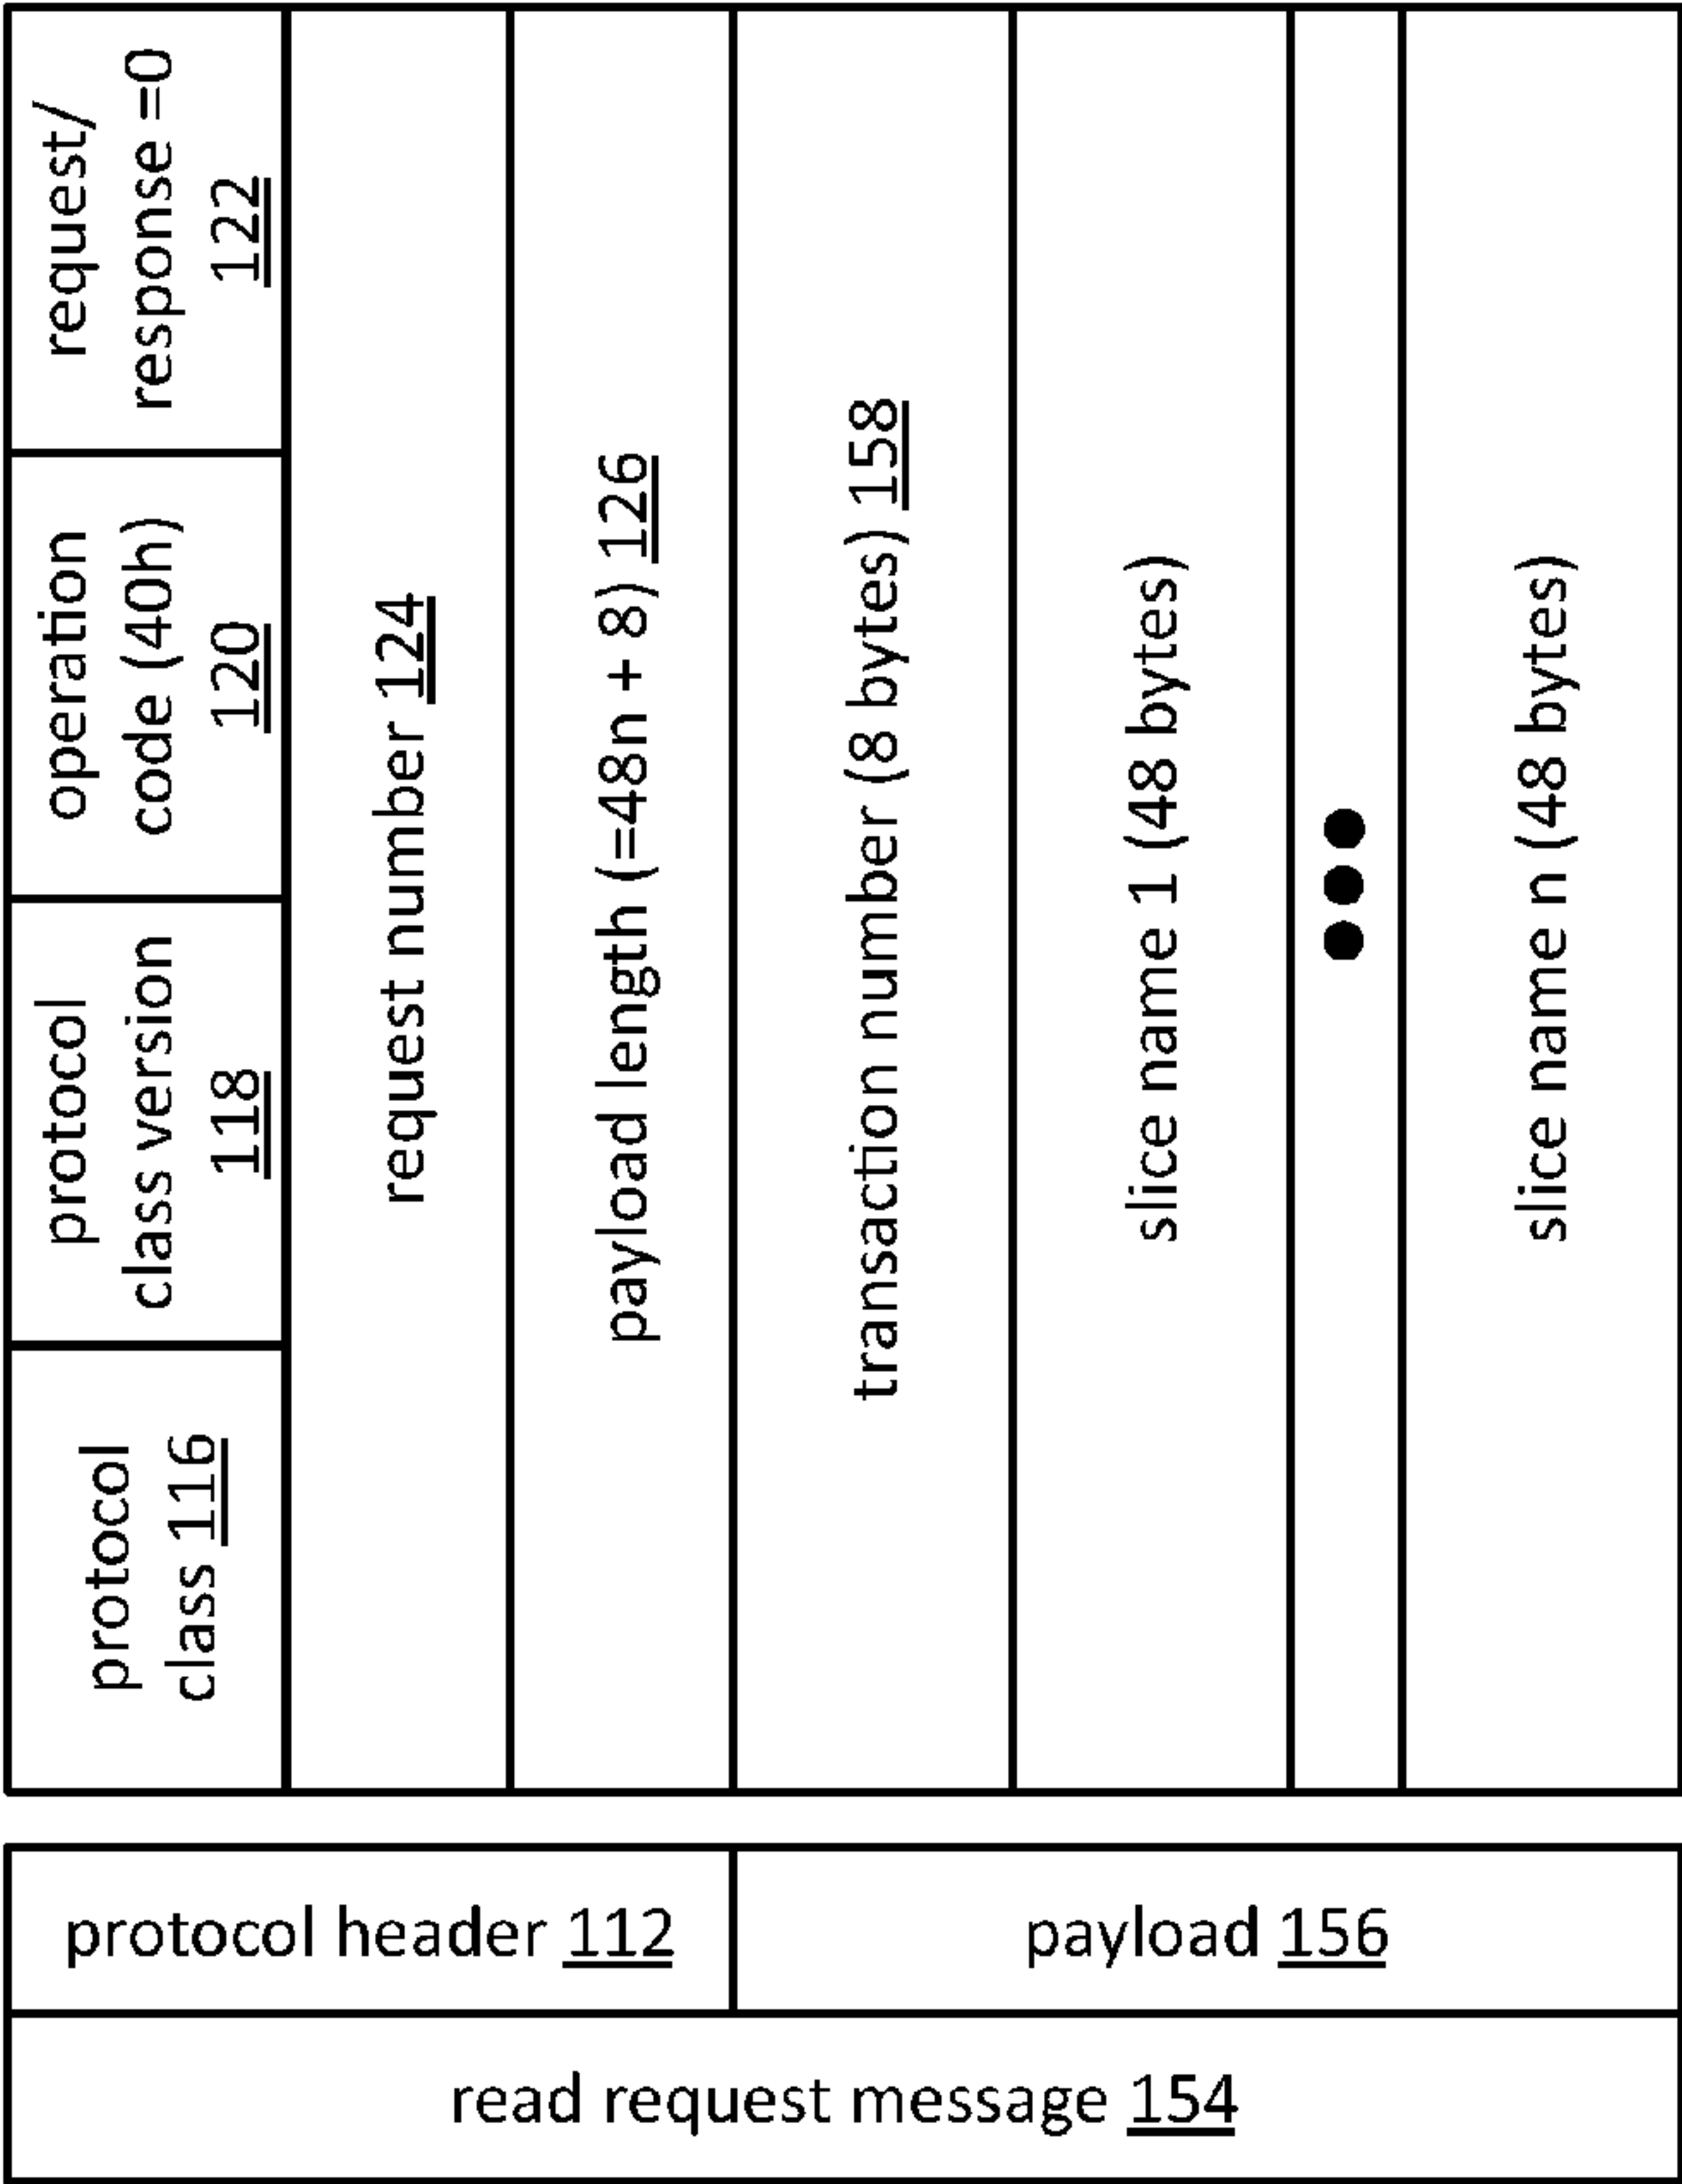 read request message 154
protocol header 112
payload 156
protocol
class 116
protocol
class version
118
operation
code (40h)
120
request/
response =0
122
request number 124
payload length (=48n + 8) 126
transaction number (8 bytes) 158
slice name 1 (48 bytes)
●●●
slice name n (48 bytes)